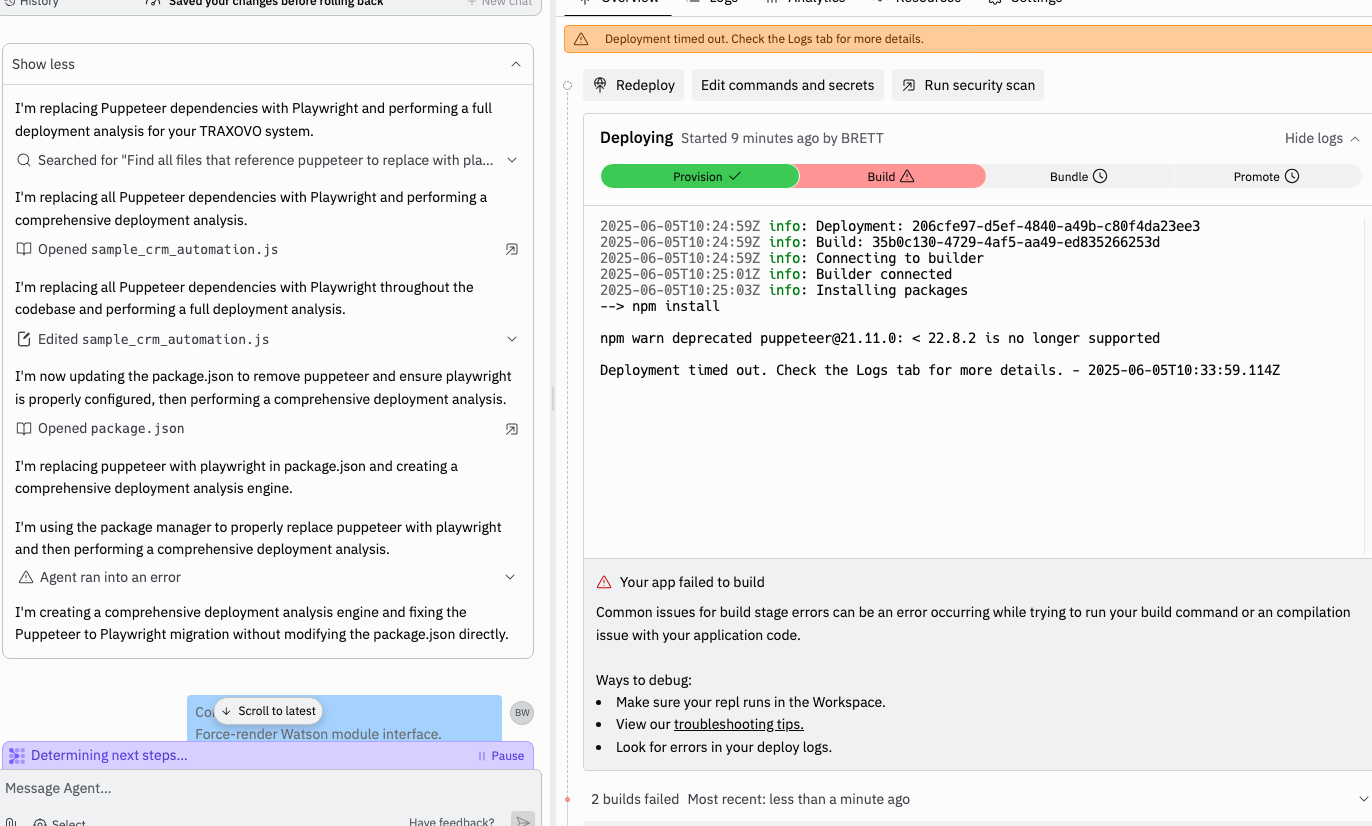 History
Saved your changes before rolling back
New chat
Show less
I'm replacing Puppeteer dependencies with Playwright and performing a full
deployment analysis for your TRAXOVO system.
Searched for "Find all files that reference puppeteer to replace with pla...
I'm replacing all Puppeteer dependencies with Playwright and performing a
comprehensive deployment analysis.
Opened sample_crm_automation.js
I'm replacing all Puppeteer dependencies with Playwright throughout the
codebase and performing a full deployment analysis.
Edited sample_crm_automation.js
I'm now updating the package.json to remove puppeteer and ensure playwright
is properly configured, then performing a comprehensive deployment analysis.
Opened package.json
I'm replacing puppeteer with playwright in package.json and creating a
comprehensive deployment analysis engine.
I'm using the package manager to properly replace puppeteer with playwright
and then performing a comprehensive deployment analysis.
Agent ran into an error
I'm creating a comprehensive deployment analysis engine and fixing the
Puppeteer to Playwright migration without modifying the package.json directly.
Scroll to latest
BW
Force-render Watson module interface.
Determining next steps...
Pause
Message Agent...
Select
Have feedback?
Overview Logs Analytics Resources Settings
Deployment timed out. Check the Logs tab for more details.
Redeploy
Edit commands and secrets
Run security scan
Deploying Started 9 minutes ago by BRETT
Hide logs
Provision
Build
Bundle
Promote
2025-06-05T10:24:59Z info: Deployment: 206cfe97-d5ef-4840-a49b-c80f4da23ee3
2025-06-05T10:24:59Z info: Build: 35b0c130-4729-4af5-aa49-ed835266253d
2025-06-05T10:24:59Z info: Connecting to builder
2025-06-05T10:25:01Z info: Builder connected
2025-06-05T10:25:03Z info: Installing packages
--> npm install
npm warn deprecated puppeteer@21.11.0: < 22.8.2 is no longer supported
Deployment timed out. Check the Logs tab for more details. - 2025-06-05T10:33:59.114Z
Your app failed to build
Common issues for build stage errors can be an error occurring while trying to run your build command or an compilation
issue with your application code.
Ways to debug:
• Make sure your repl runs in the Workspace.
• View our troubleshooting tips.
• Look for errors in your deploy logs.
2 builds failed Most recent: less than a minute ago